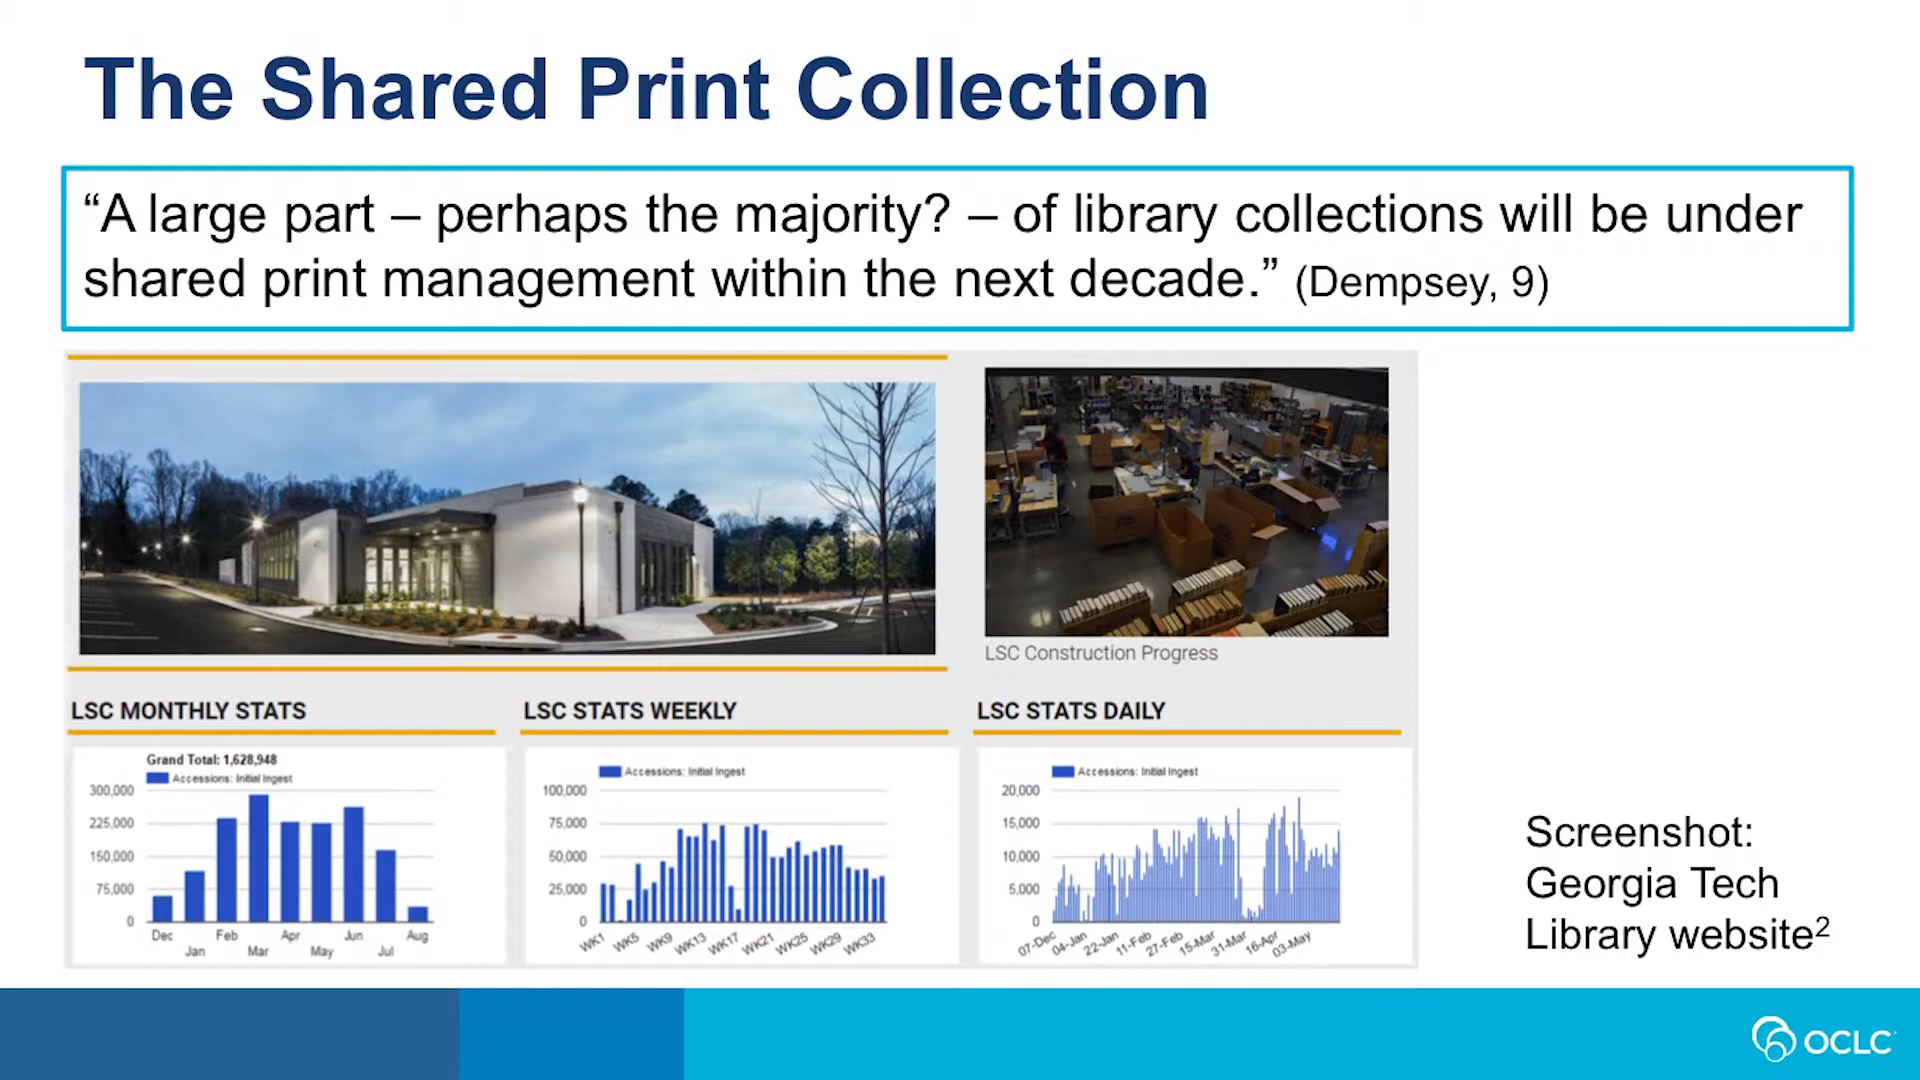 The Shared Print Collection
“A large part – perhaps the majority? – of library collections will be under
shared print management within the next decade.” (Dempsey, 9)
LSC Construction Progress
LSC MONTHLY STATS
Grand Total: 1,628,948
Accessions: Initial Ingest
300,000
225,000
150,000
75,000
0
Dec
Jan
Feb
Mar
Apr
May
Jun
Jul
Aug
LSC STATS WEEKLY
Accessions: Initial Ingest
100,000
75,000
50,000
25,000
0
WK1
WK5
WK9
WK13
WK17
WK21
WK25
WK29
WK33
LSC STATS DAILY
Accessions: Initial Ingest
20,000
15,000
10,000
5,000
0
07-Dec
04-Jan
22-Jan
11-Feb
27-Feb
15-Mar
31-Mar
16-Apr
03-May
Screenshot:
Georgia Tech
Library website²
OCLC